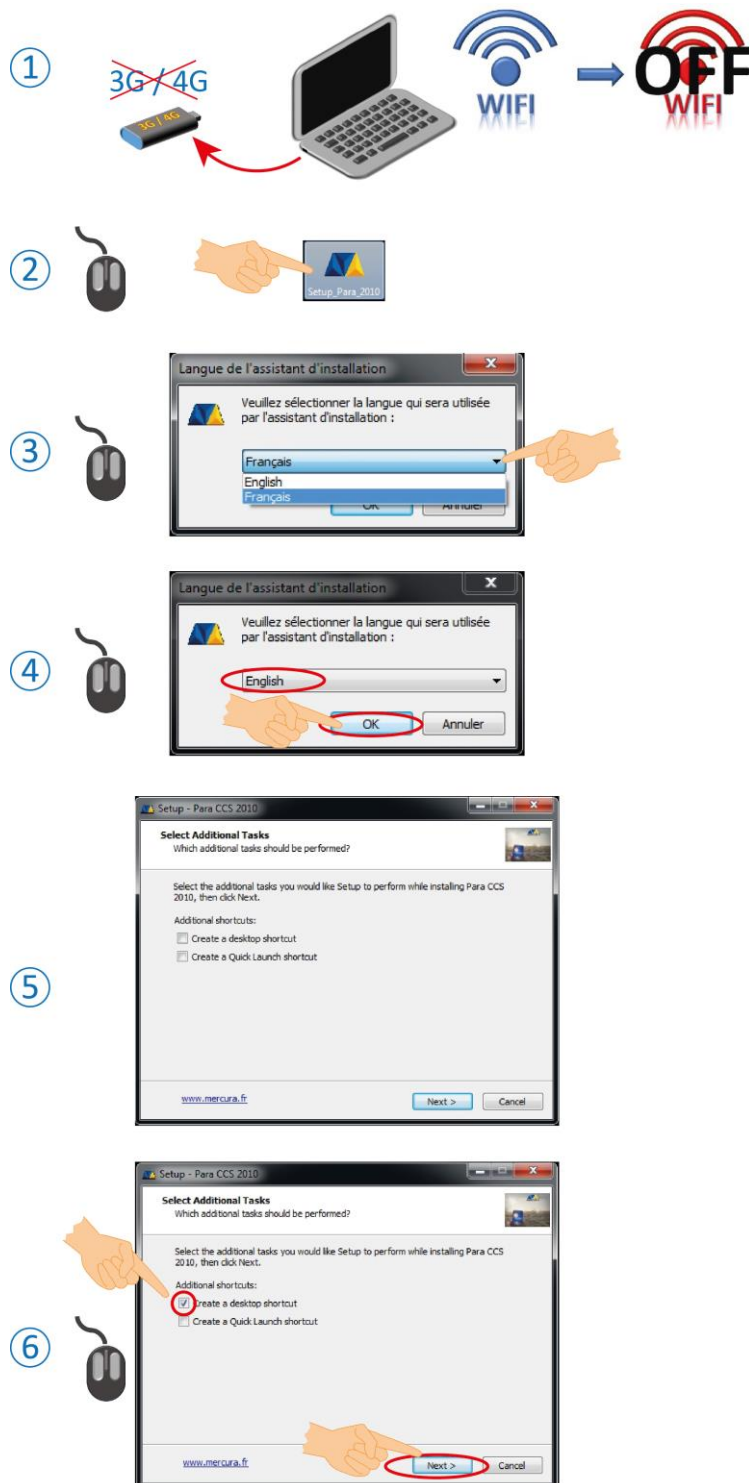 ①
3G / 4G
3G / 4G
WIFI
OFF
WIFI
②
Setup_Para_2010
③
Langue de l'assistant d'installation
Veuillez sélectionner la langue qui sera utilisée
par l'assistant d'installation :
Français
English
Français
OK Annuler
④
Langue de l'assistant d'installation
Veuillez sélectionner la langue qui sera utilisée
par l'assistant d'installation :
English
OK Annuler
⑤
Setup - Para CCS 2010
Select Additional Tasks
Which additional tasks should be performed?
Select the additional tasks you would like Setup to perform while installing Para CCS
2010, then click Next.
Additional shortcuts:
Create a desktop shortcut
Create a Quick Launch shortcut
www.mercura.fr Next > Cancel
⑥
Setup - Para CCS 2010
Select Additional Tasks
Which additional tasks should be performed?
Select the additional tasks you would like Setup to perform while installing Para CCS
2010, then click Next.
Additional shortcuts:
Create a desktop shortcut
Create a Quick Launch shortcut
www.mercura.fr Next > Cancel